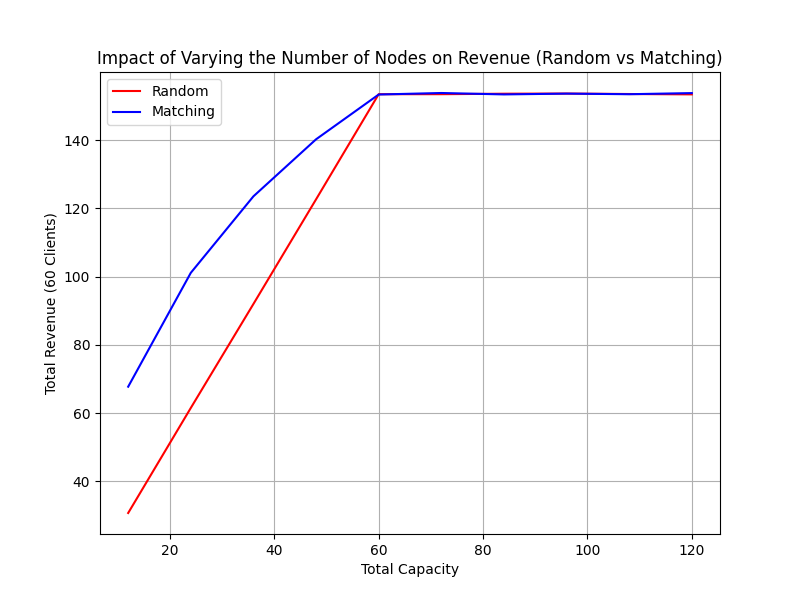 Impact of Varying the Number of Nodes on Revenue (Random vs Matching)
Random
Matching
140
120
100
80
60
40
Total Revenue (60 Clients)
20
40
60
80
100
120
Total Capacity